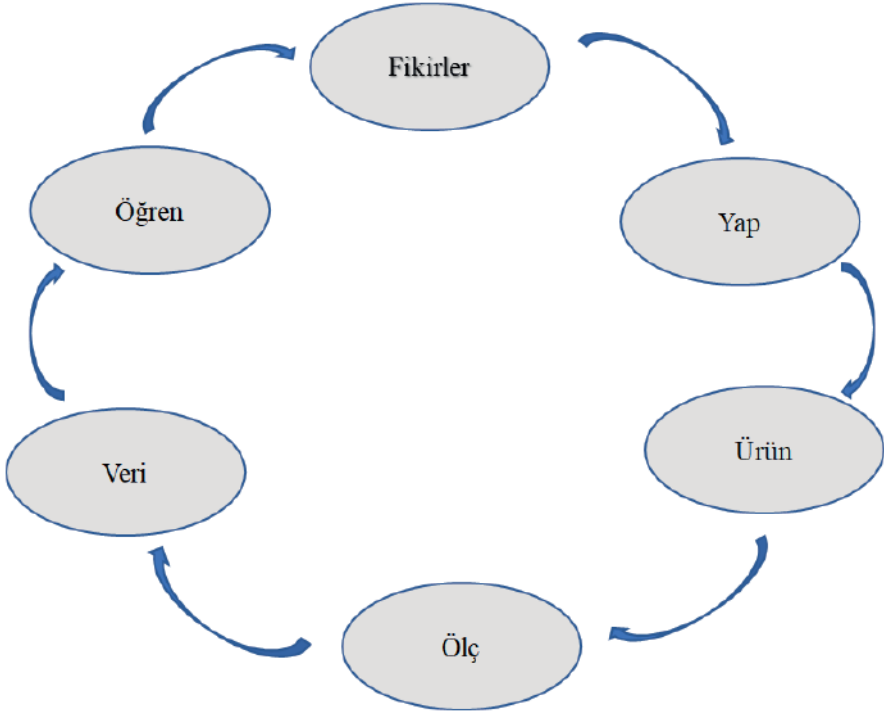 Fikirler
Yap
Ürün
Ölç
Veri
Öğren